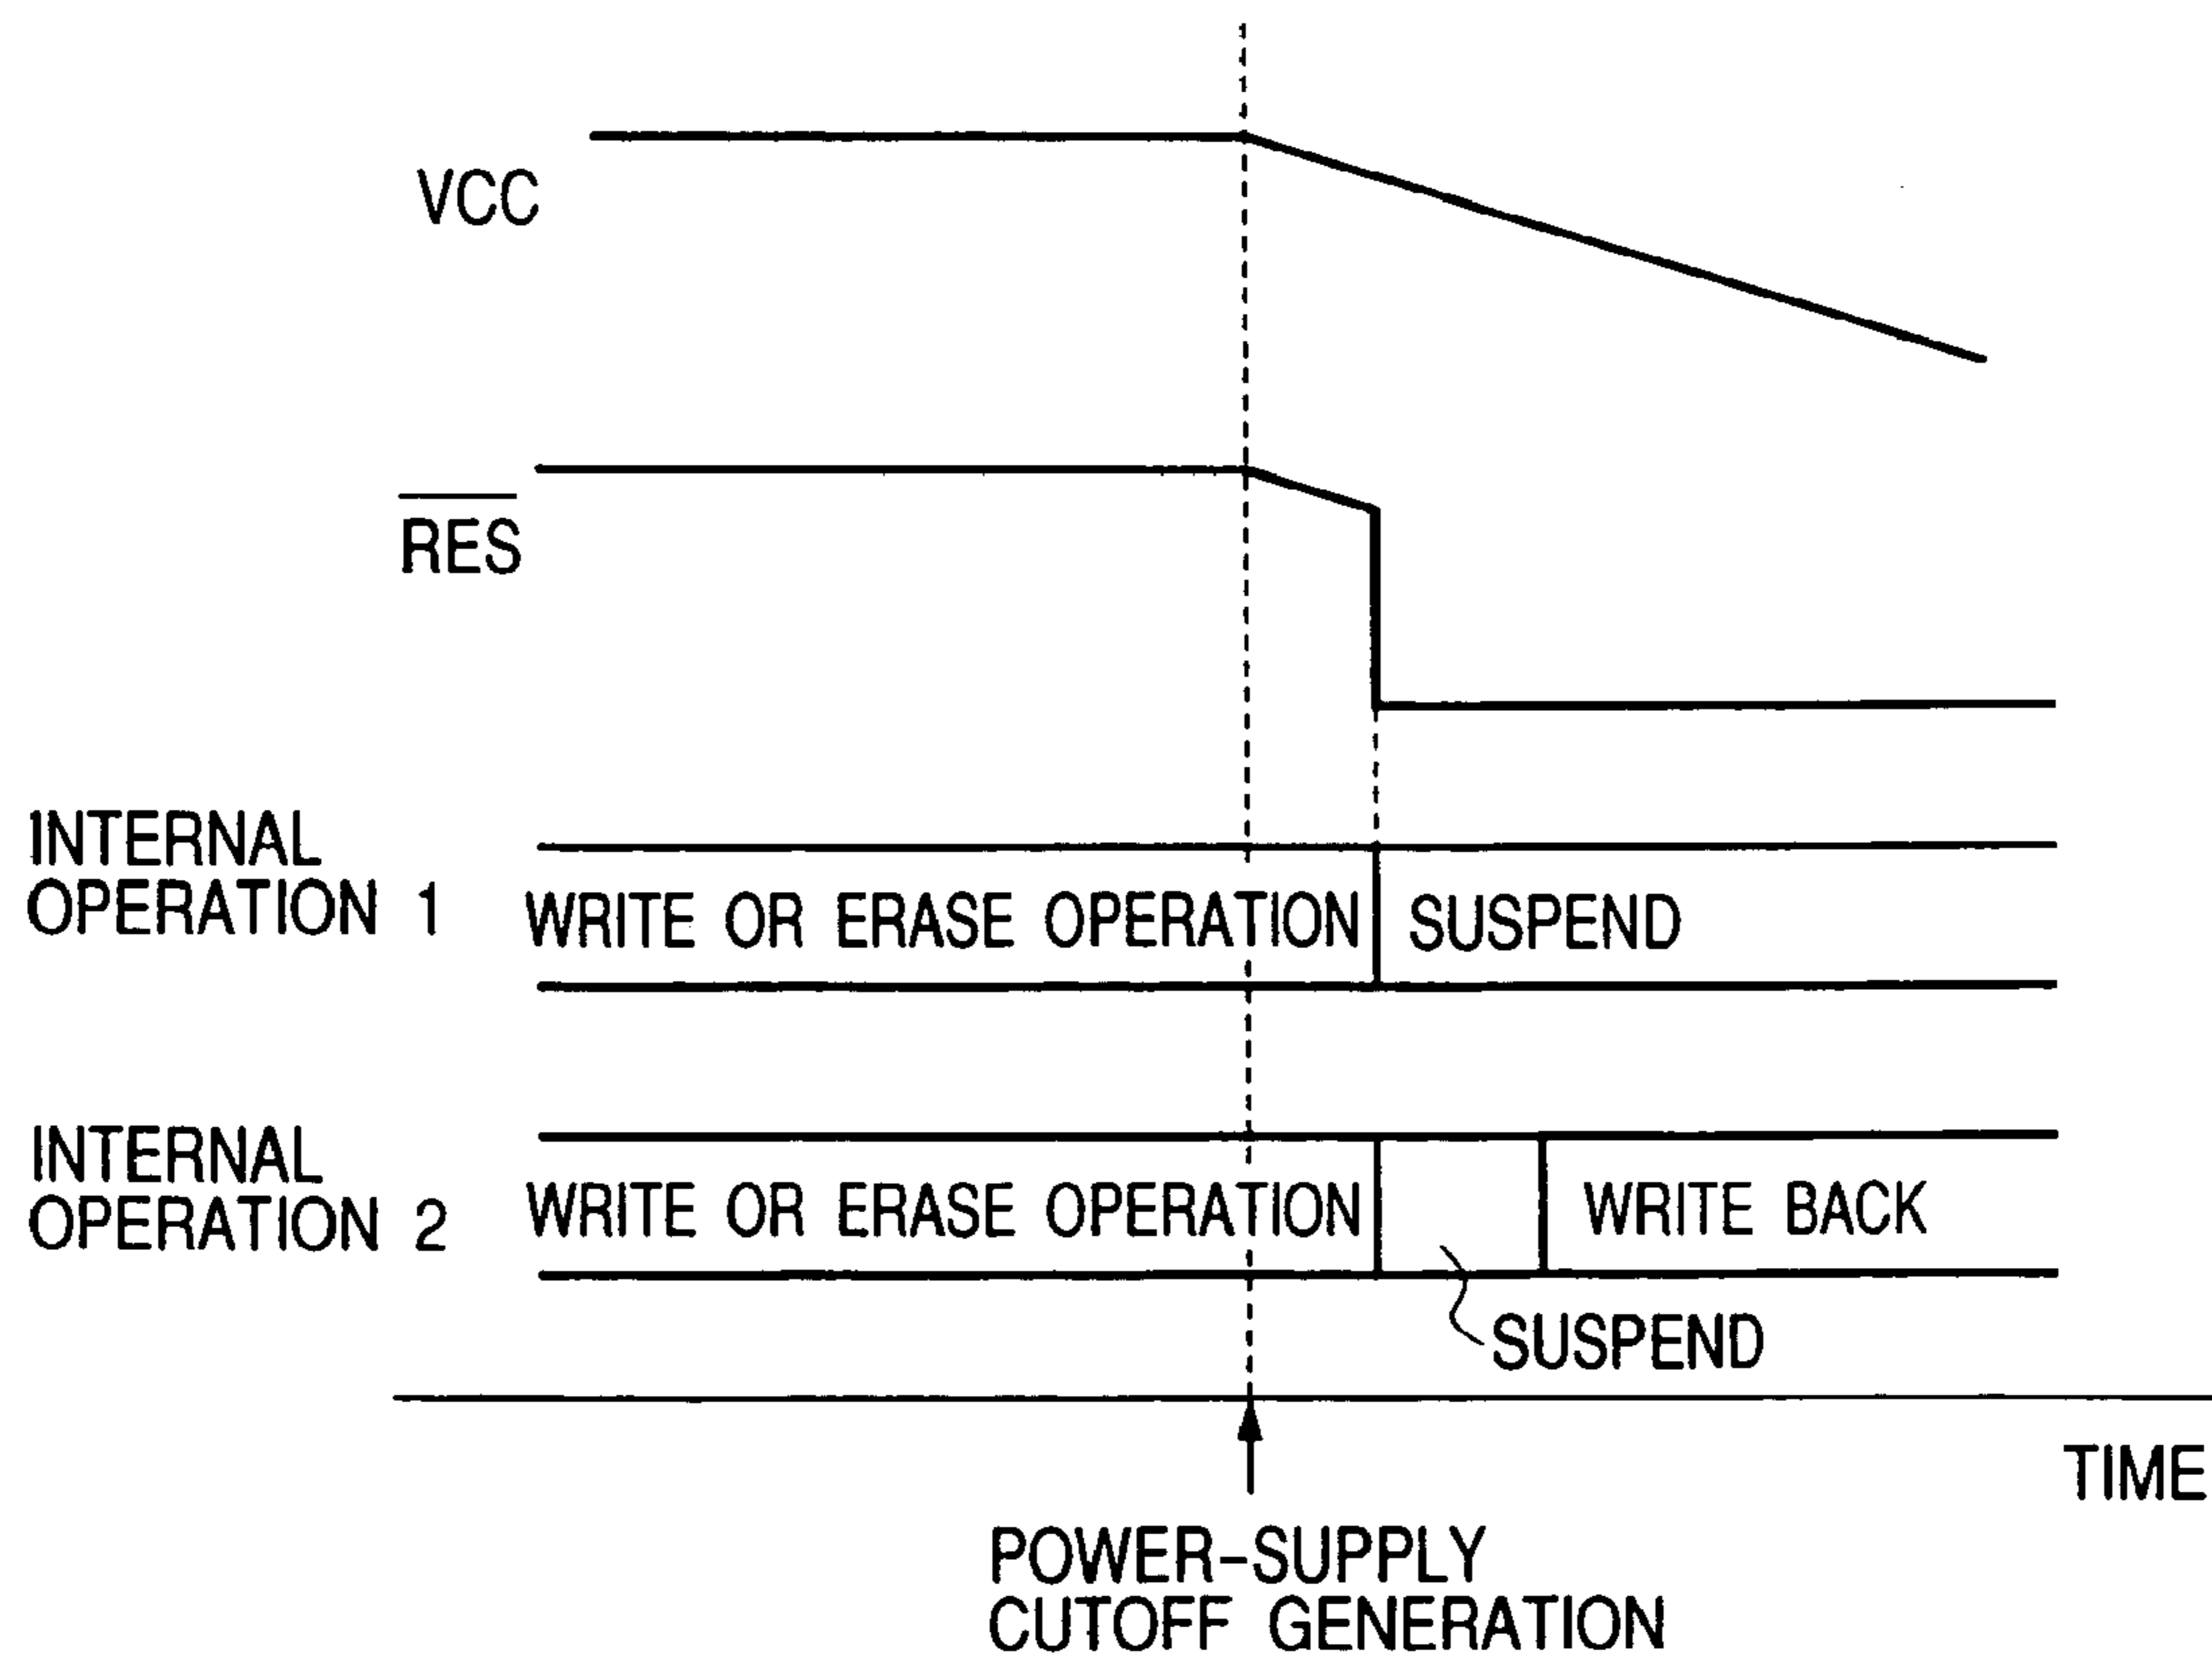 VCC
RES
INTERNAL
OPERATION 1
WRITE OR ERASE OPERATION
SUSPEND
INTERNAL
OPERATION 2
WRITE OR ERASE OPERATION
WRITE BACK
SUSPEND
TIME
POWER-SUPPLY
CUTOFF GENERATION